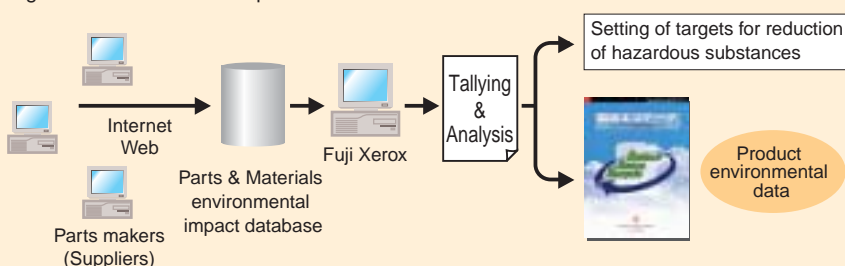 Setting of targets for reduction
of hazardous substances
Tallying
&
Analysis
Internet
Web
Fuji Xerox
Parts & Materials
environmental
impact database
Product
environmental
data
Parts makers
(Suppliers)